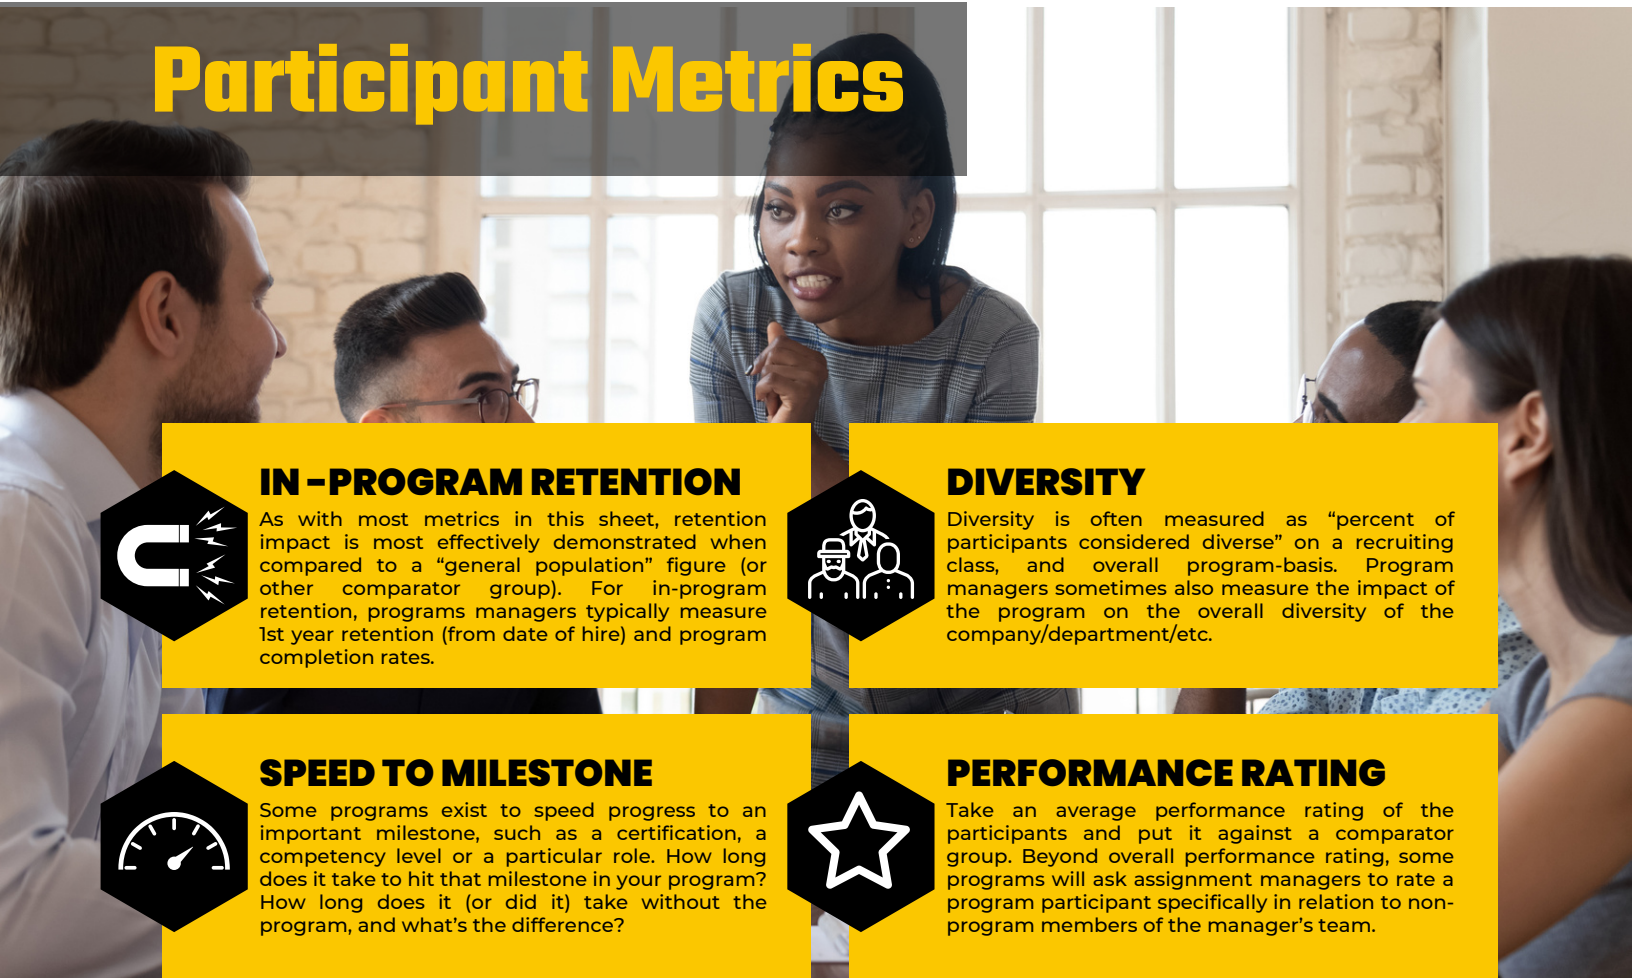 Participant Metrics
IN -PROGRAM RETENTION
As with most metrics in this sheet, retention
impact is most effectively demonstrated when
compared to a “general population” figure (or
other comparator group). For in-program
retention, programs managers typically measure
1st year retention (from date of hire) and program
completion rates.
DIVERSITY
Diversity is often measured as “percent of
participants considered diverse” on a recruiting
class, and overall program-basis. Program
managers sometimes also measure the impact of
the program on the overall diversity of the
company/department/etc.
SPEED TO MILESTONE
Some programs exist to speed progress to an
important milestone, such as a certification, a
competency level or a particular role. How long
does it take to hit that milestone in your program?
How long does it (or did it) take without the
program, and what’s the difference?
PERFORMANCE RATING
Take an average performance rating of the
participants and put it against a comparator
group. Beyond overall performance rating, some
programs will ask assignment managers to rate a
program participant specifically in relation to non-
program members of the manager’s team.